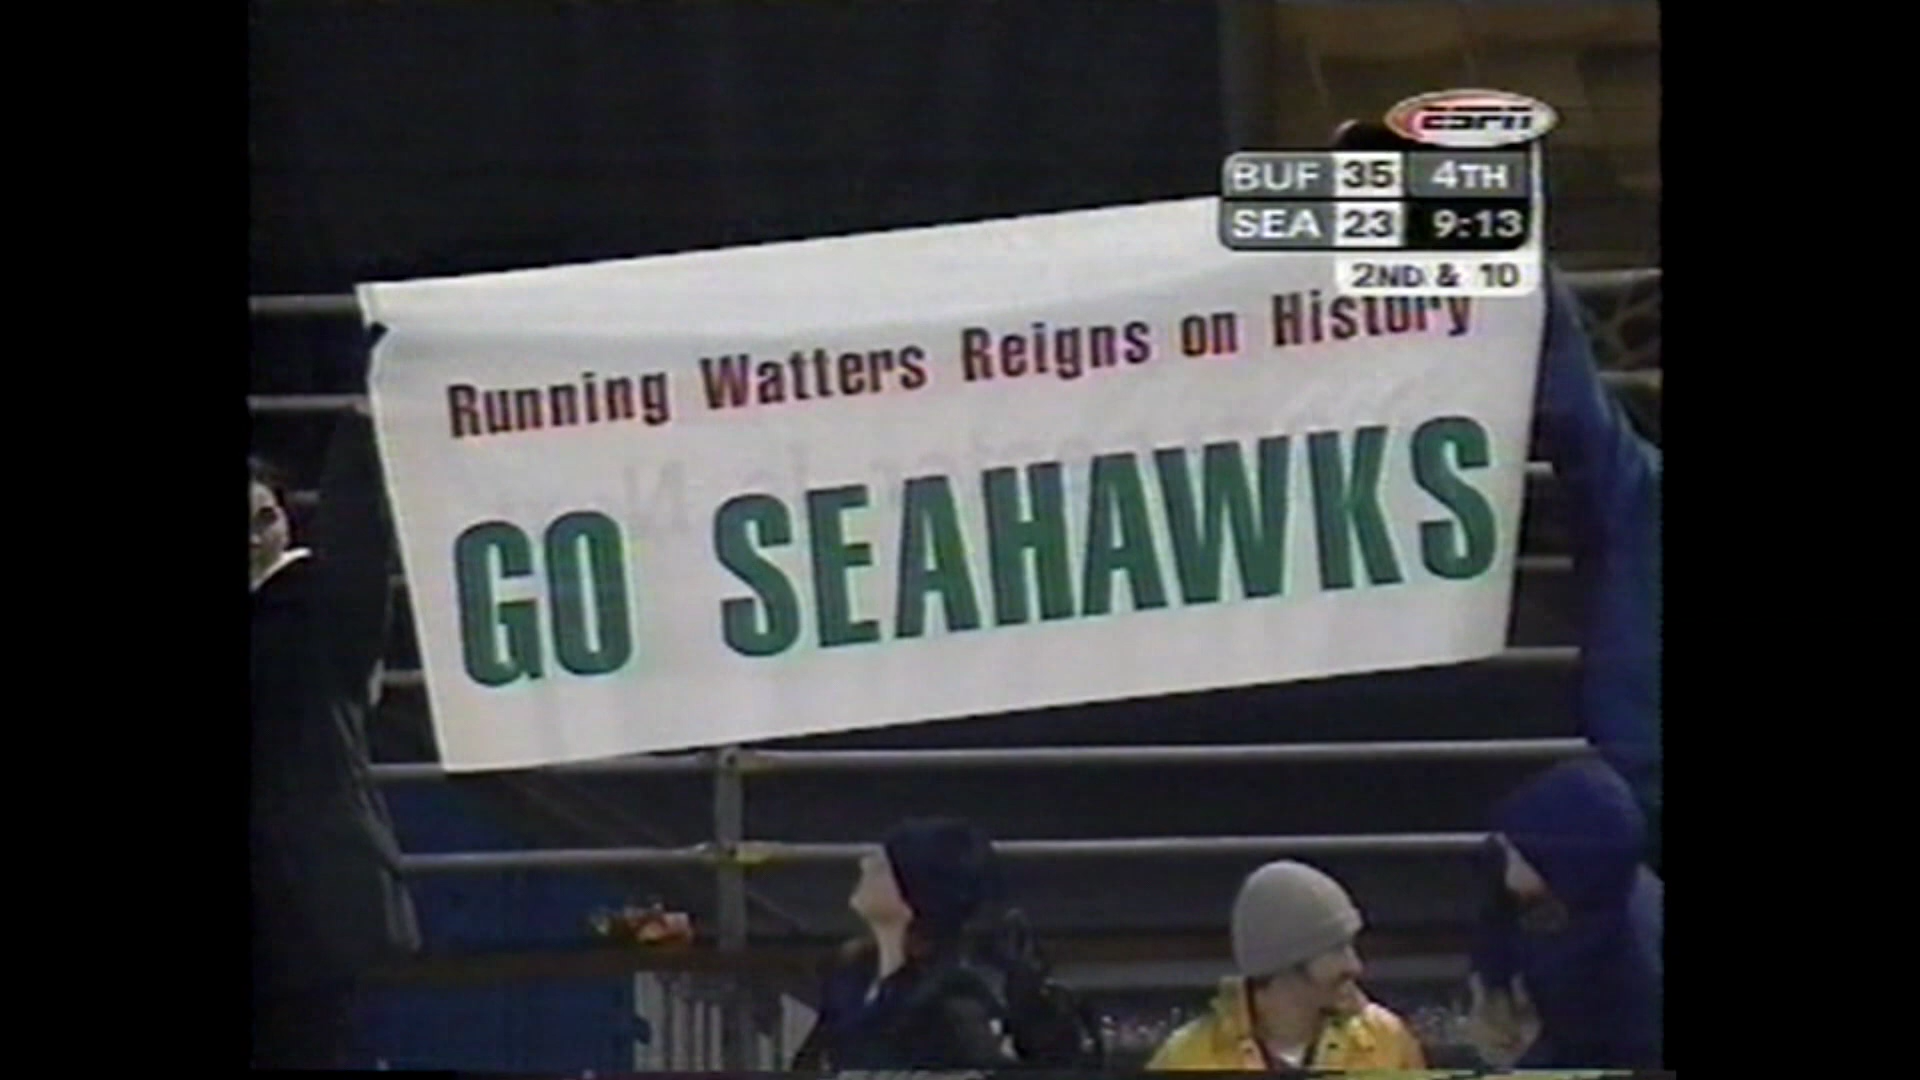 ESPN
BUF 35 4TH
SEA 23 9:13
2ND & 10
Running Watters Reigns on History
GO SEAHAWKS